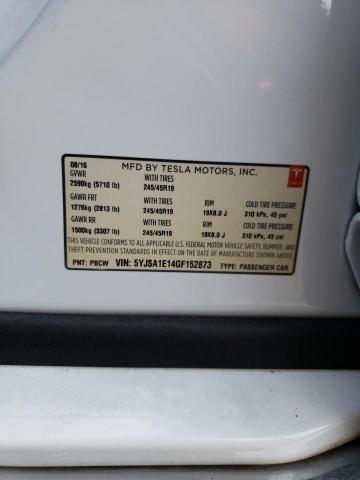 08/16 MFD BY TESLA MOTORS, INC.
GVWR WITH TIRES
2590kg (5710 lb) 245/45R19
GAWR FRT WITH TIRES RIM COLD TIRE PRESSURE
1276kg (2813 lb) 245/45R19 19X8.0 J 310 kPa, 45 psi
GAWR RR WITH TIRES RIM COLD TIRE PRESSURE
1500kg (3307 lb) 245/45R19 19X8.0 J 310 kPa, 45 psi
THIS VEHICLE CONFORMS TO ALL APPLICABLE U.S. FEDERAL MOTOR VEHICLE SAFETY, BUMPER, AND
THEFT PREVENTION STANDARDS IN EFFECT ON THE DATE OF MANUFACTURE SHOWN ABOVE.
PNT: PBCW VIN: 5YJSA1E14GF152873 TYPE: PASSENGER CAR